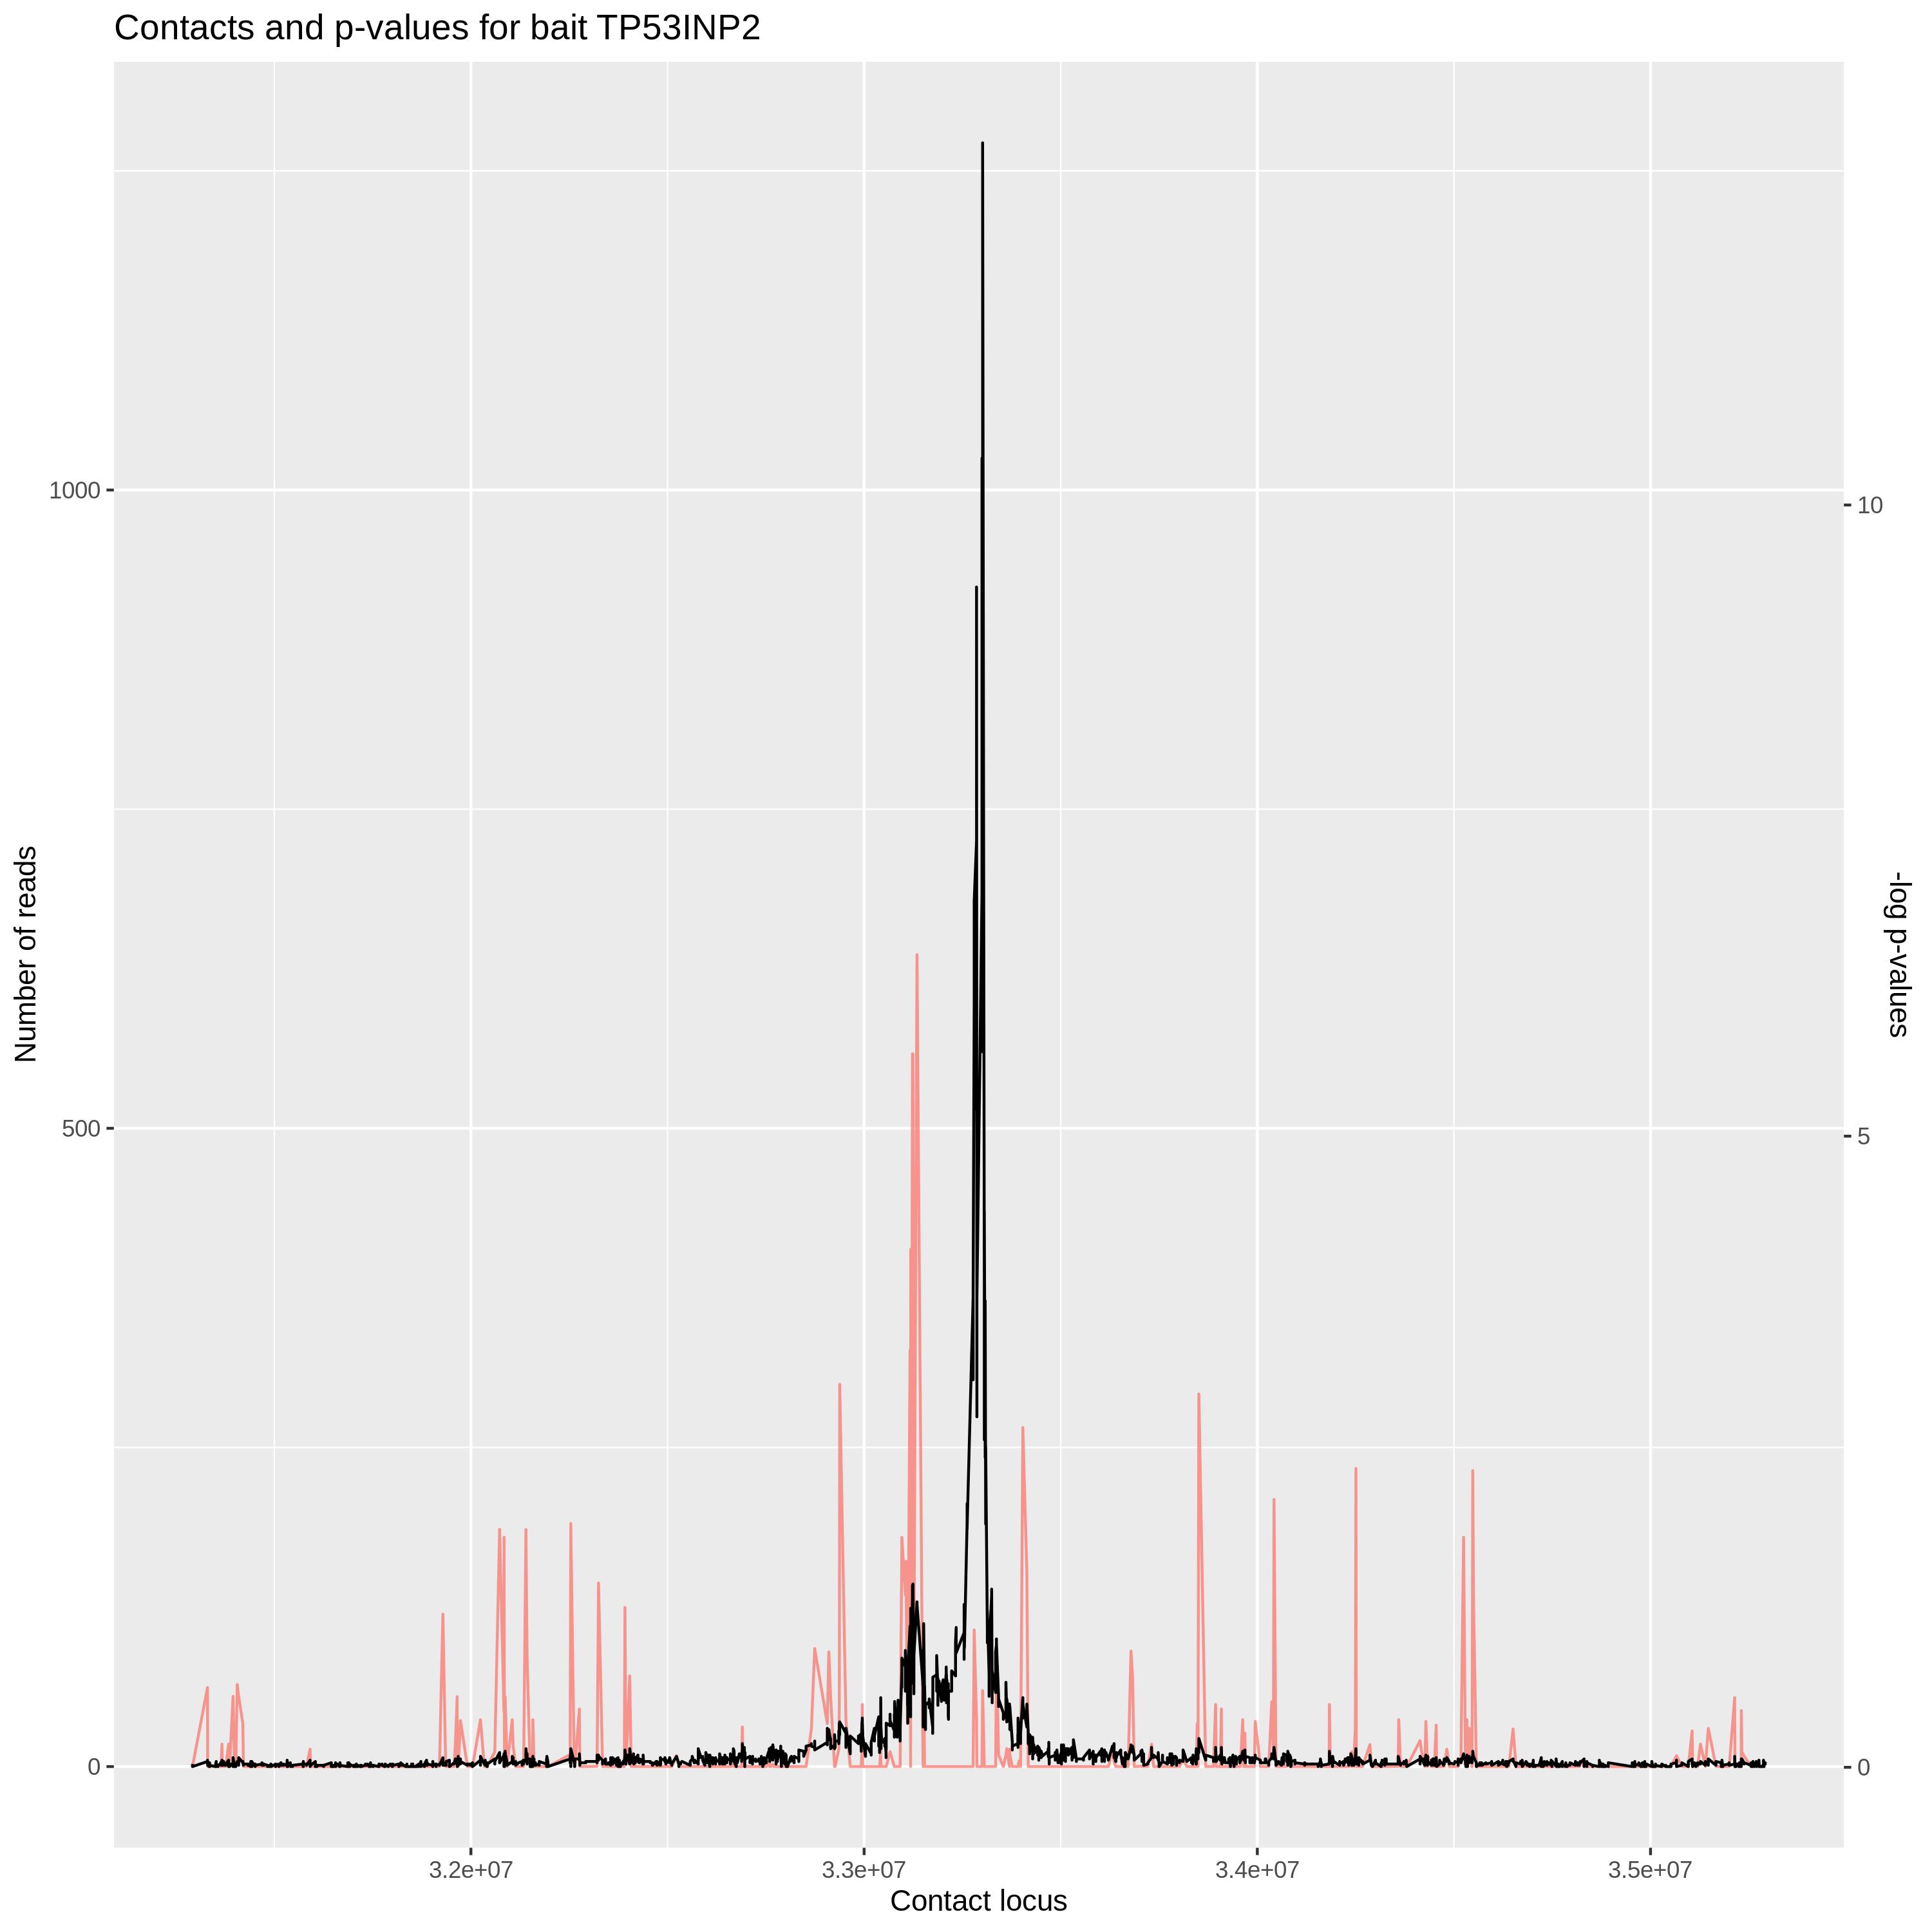 Contacts and p-values for bait TP53INP2
1000
500
0
Number of reads
10
5
0
-log p-values
3.2e+07
3.3e+07
3.4e+07
3.5e+07
Contact locus